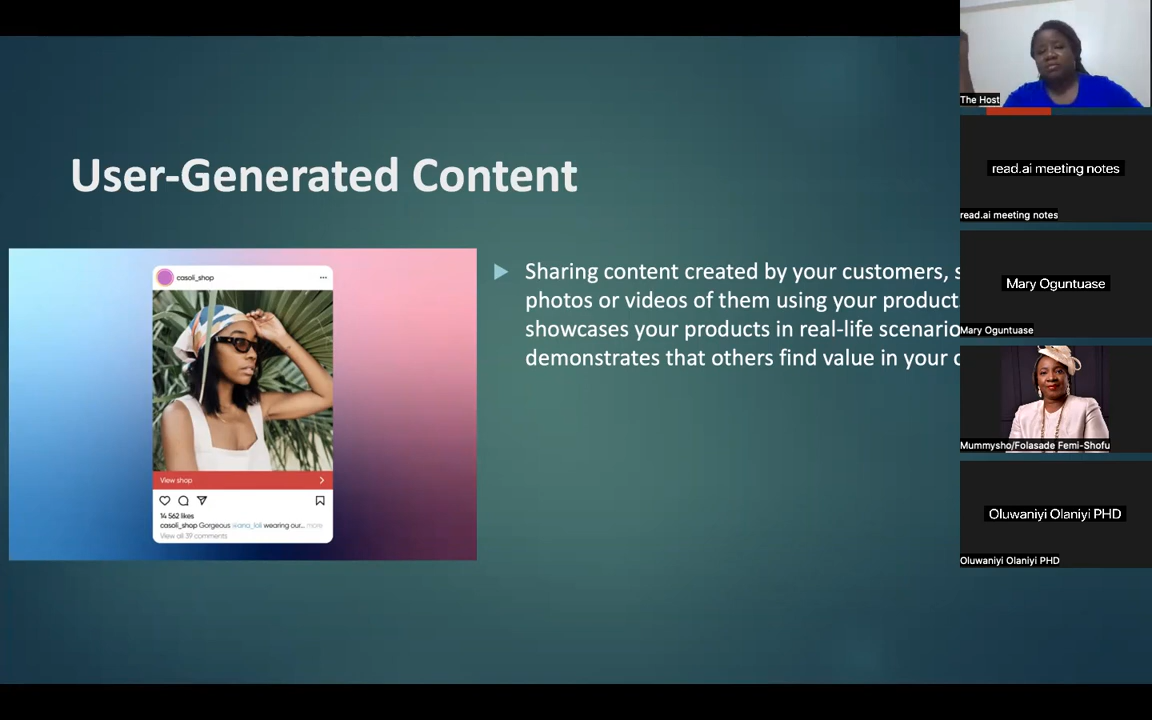 User-Generated Content
casoli_shop
View shop
14 562 likes
casoli_shop Gorgeous @ana_loli wearing our... more
View all 39 comments
Sharing content created by your customers,
photos or videos of them using your product
showcases your products in real-life scenario
demonstrates that others find value in your
The Host
read.ai meeting notes
read.ai meeting notes
Mary Oguntuase
Mary Oguntuase
Mummysho/Folasade Femi-Shofu
Oluwaniyi Olaniyi PHD
Oluwaniyi Olaniyi PHD